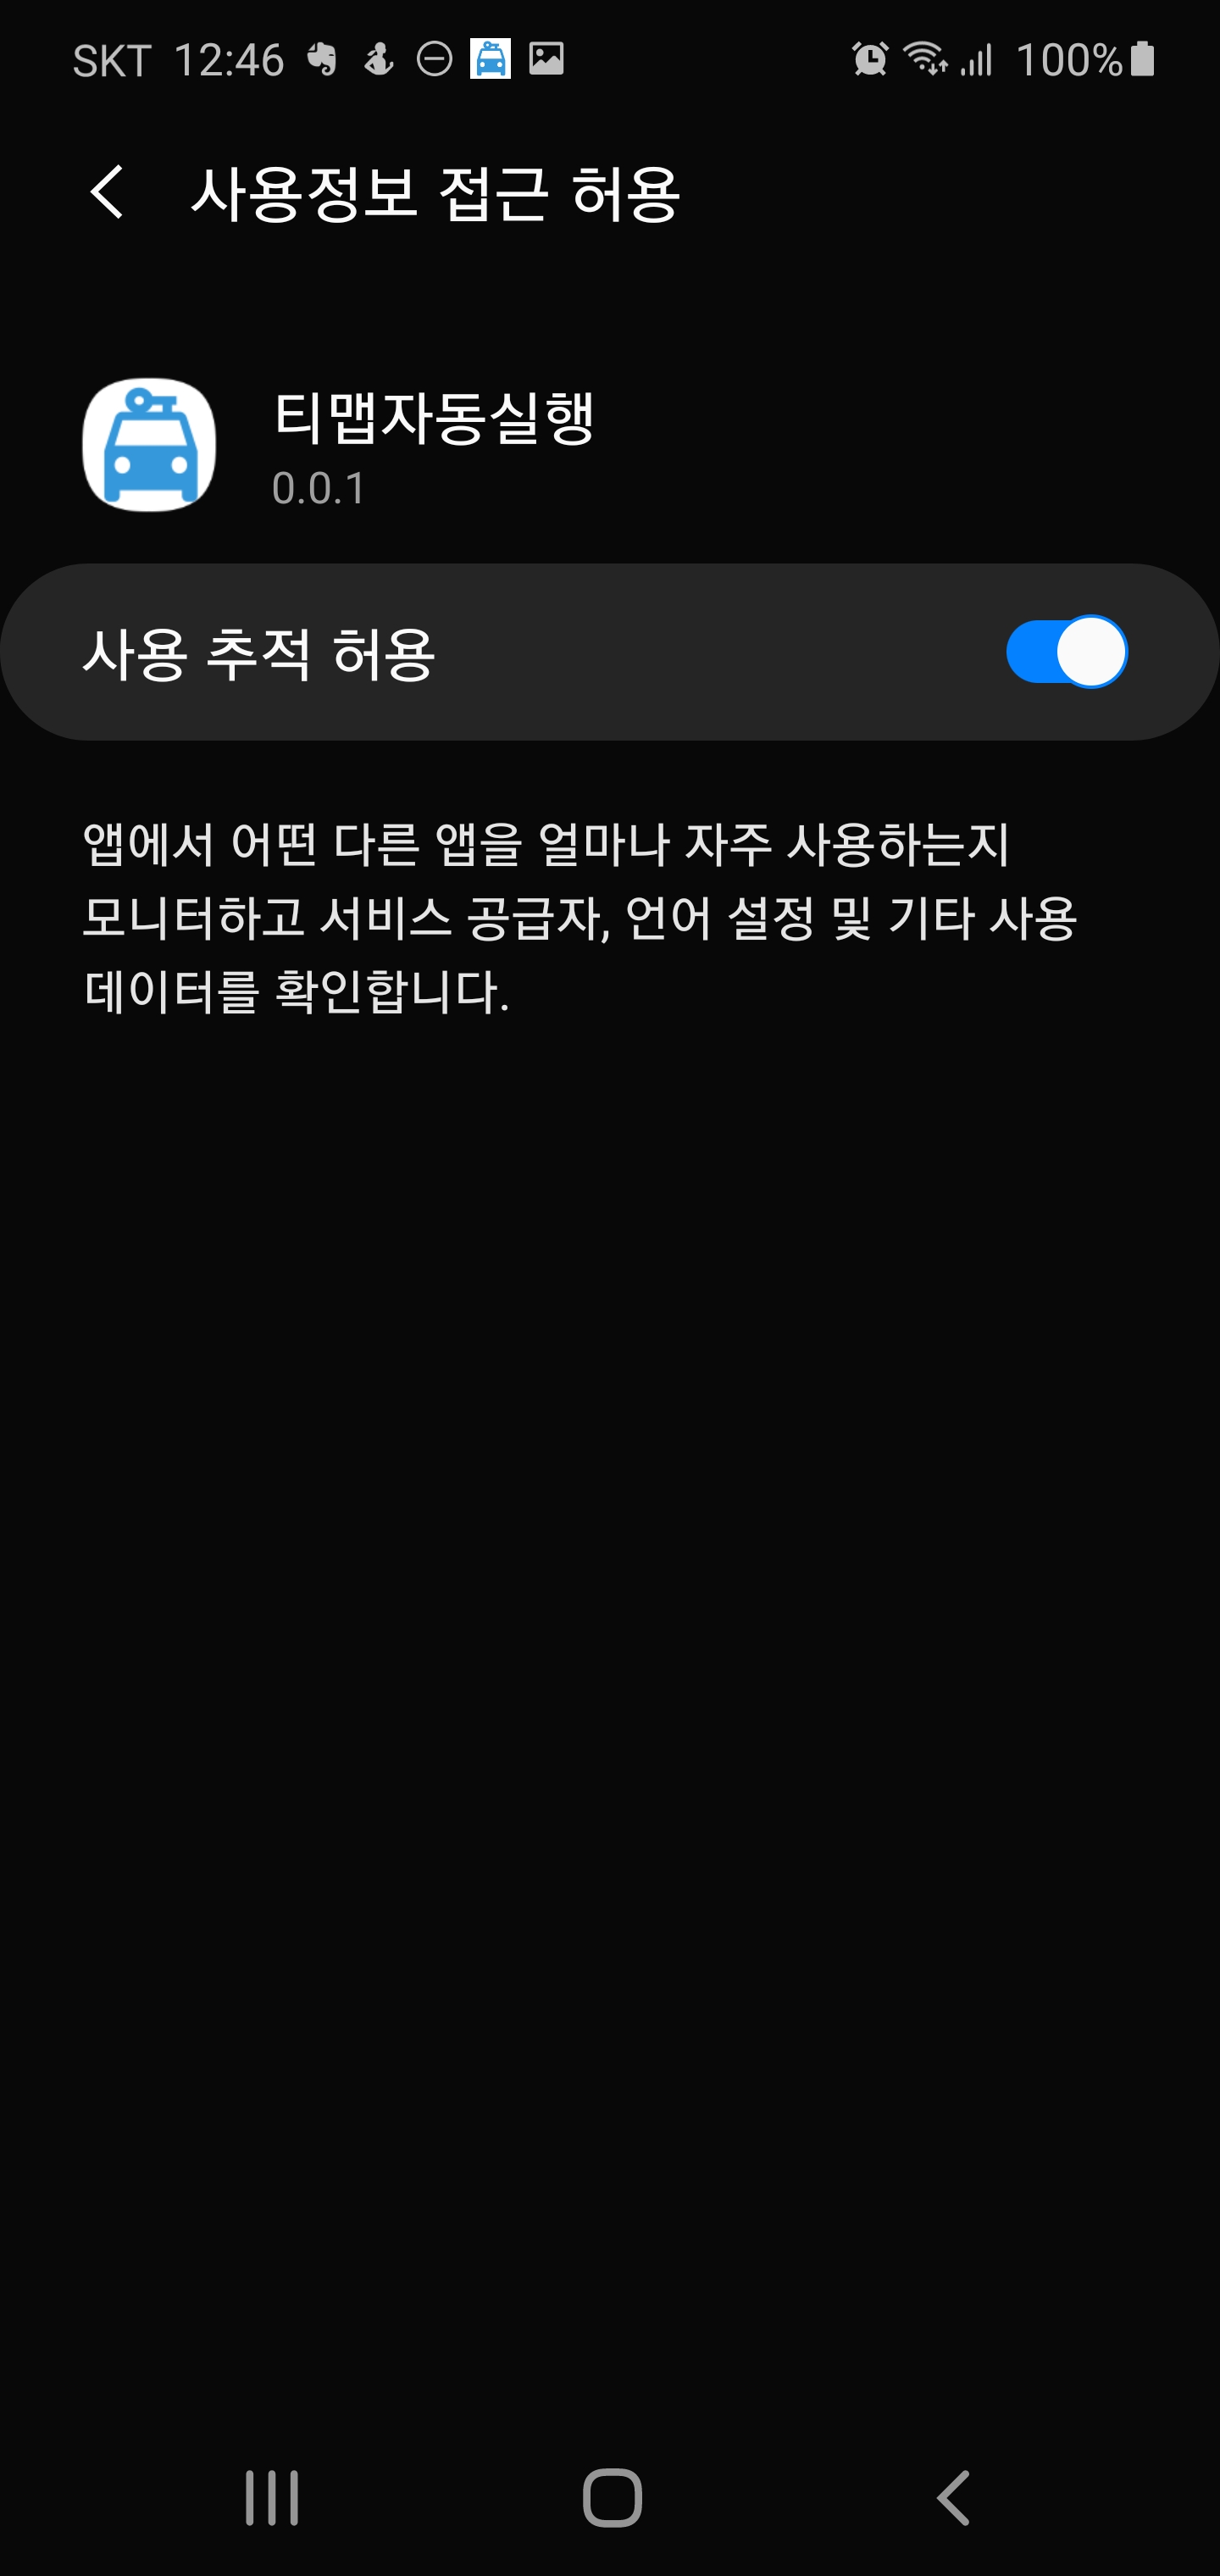 SKT 12:46 100%
사용정보 접근 허용
티맵자동실행
0.0.1
사용 추적 허용
앱에서 어떤 다른 앱을 얼마나 자주 사용하는지
모니터하고 서비스 공급자, 언어 설정 및 기타 사용
데이터를 확인합니다.